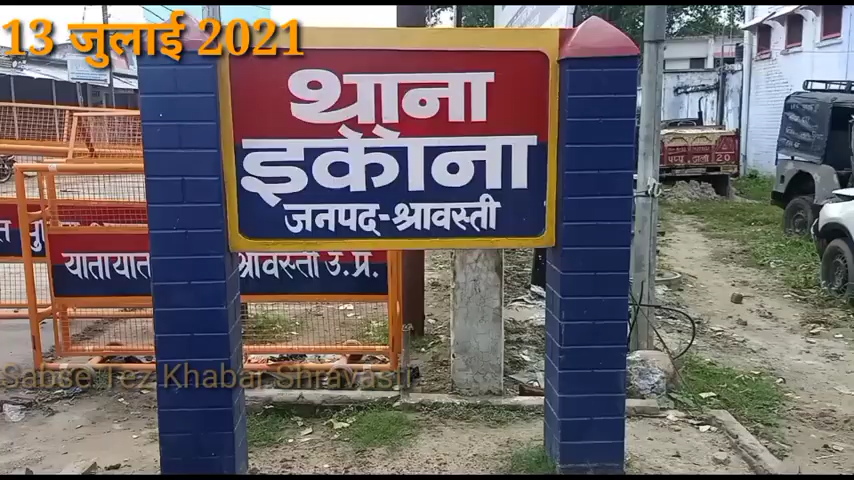 13 जुलाई 2021
थाना
इकौना
जनपद-श्रावस्ती
यातायात
श्रावस्ती उ.प्र.
Sabse Tez Khabar Shravasti